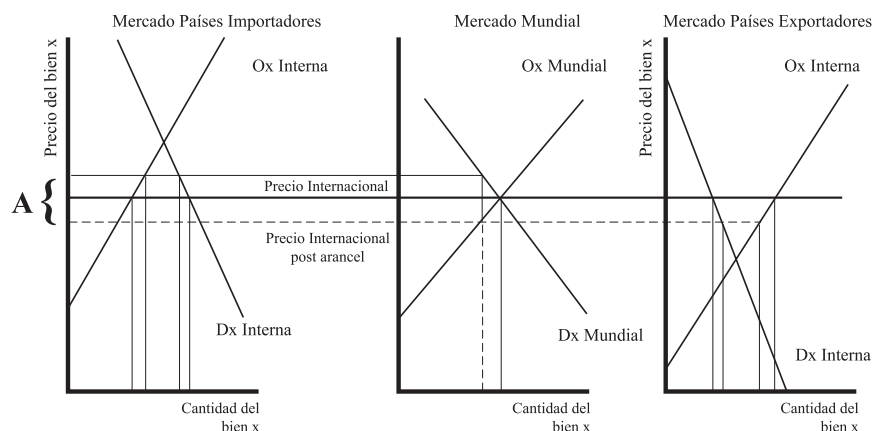 Mercado Países Importadores
Mercado Mundial
Mercado Países Exportadores
Precio del bien x
Ox Interna
Ox Mundial
Precio del bien x
Ox Interna
A {
Precio Internacional
Precio Internacional
post arancel
Dx Interna
Dx Mundial
Dx Interna
Cantidad del
bien x
Cantidad del
bien x
Cantidad del
bien x